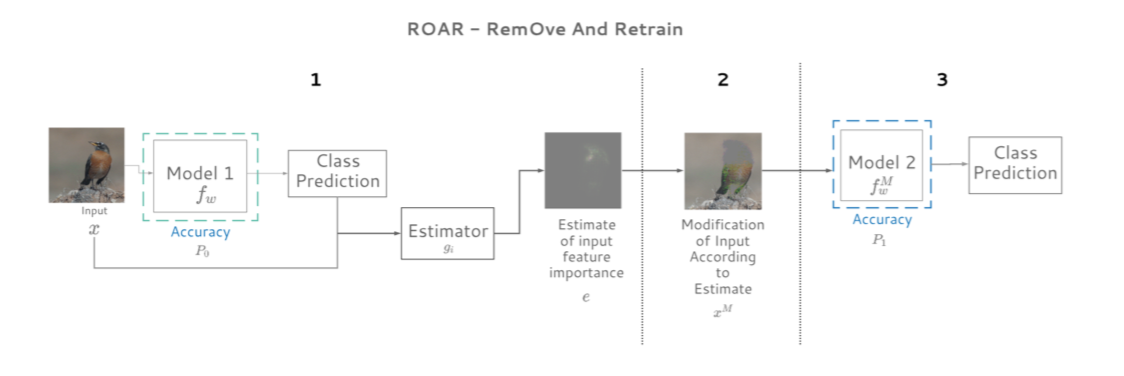 ROAR - RemOve And Retrain
1
2
3
Input
x
Model 1
f_w
Accuracy
P_0
Class
Prediction
Estimator
g_i
Estimate
of input
feature
importance
e
Modification
of Input
According
to
Estimate
x^M
Model 2
f_w^M
Accuracy
P_1
Class
Prediction